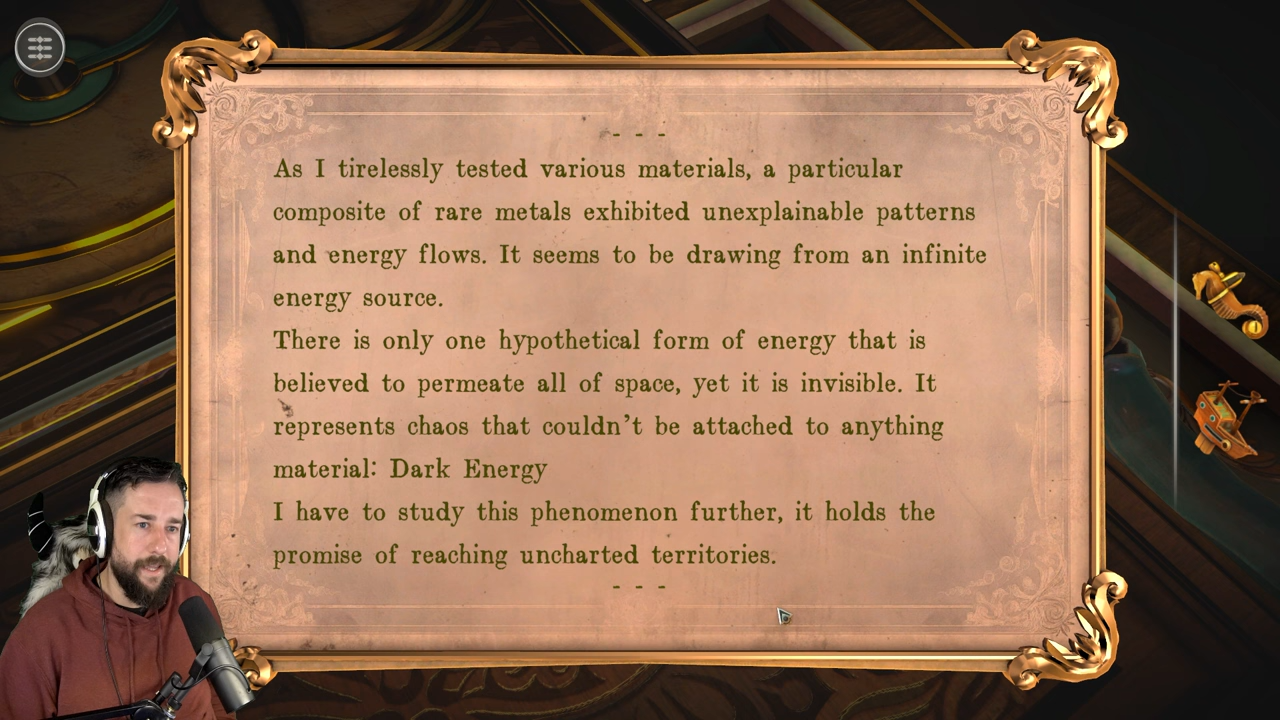 - - -
As I tirelessly tested various materials, a particular
composite of rare metals exhibited unexplainable patterns
and energy flows. It seems to be drawing from an infinite
energy source.
There is only one hypothetical form of energy that is
believed to permeate all of space, yet it is invisible. It
represents chaos that couldn't be attached to anything
material: Dark Energy
I have to study this phenomenon further, it holds the
promise of reaching uncharted territories.
- - -